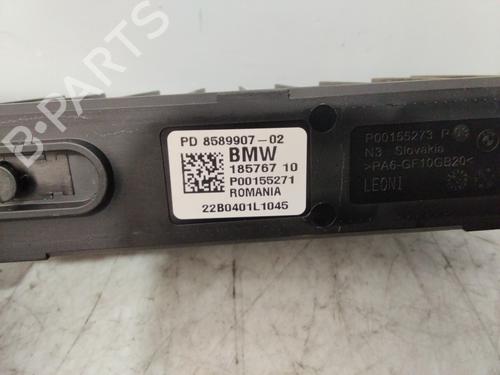 PD 8589907-02
BMW
185767 10
P00155271
ROMANIA
22B0401L1045
P00155273 P
N3 Slovakia
>PA6-GF10GB20<
LEONI
B-PARTS